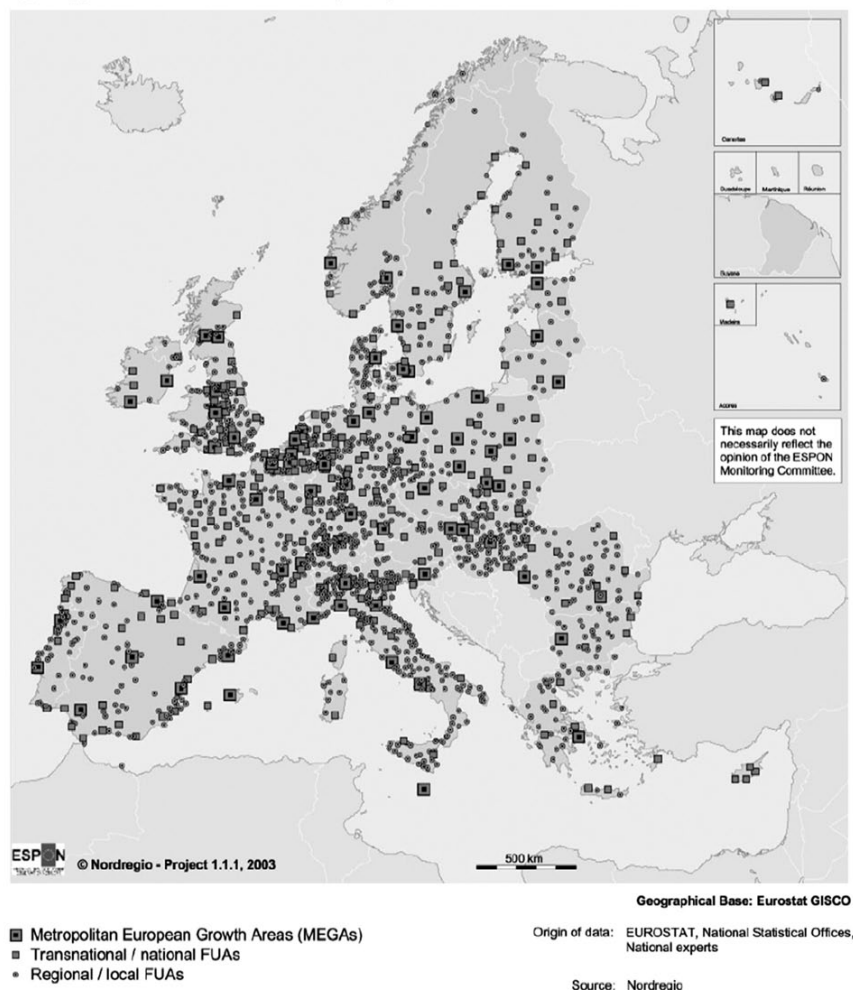 Canarias
Guadeloupe
Martinique
Réunion
Guyane
Madeira
Acores
This map does not
necessarily reflect the
opinion of the ESPON
Monitoring Committee.
ESPON
© Nordregio - Project 1.1.1, 2003
500 km
Geographical Base: Eurostat GISCO
Metropolitan European Growth Areas (MEGAs)
Transnational / national FUAs
Regional / local FUAs
Origin of data: EUROSTAT, National Statistical Offices,
National experts
Source: Nordregio